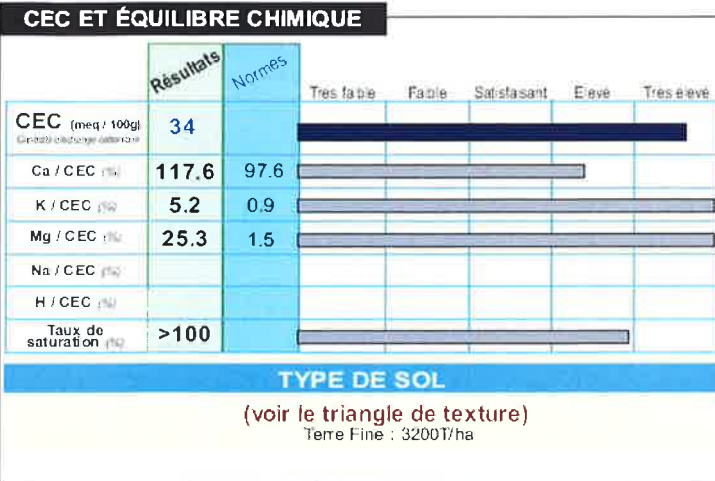 CEC ET ÉQUILIBRE CHIMIQUE
Résultats Normes
Très faible Faible Satisfaisant Elevé Très élevé
CEC (meq / 100g) 34
Ca / CEC (%) 117.6 97.6
K / CEC (%) 5.2 0.9
Mg / CEC (%) 25.3 1.5
Na / CEC (%)
H / CEC (%)
Taux de
saturation (%) >100
TYPE DE SOL
(voir le triangle de texture)
Terre Fine : 3200T/ha